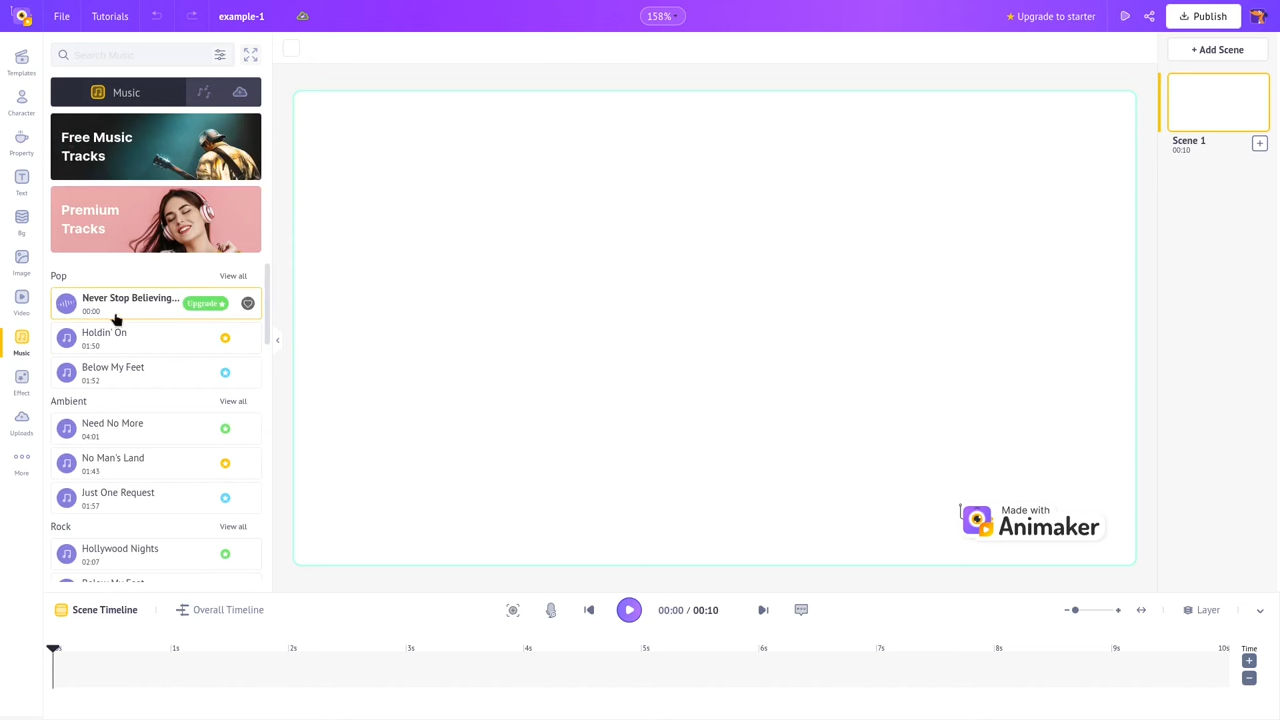 File
Tutorials
example-1
158%
Upgrade to starter
Publish
Templates
Character
Property
Text
Bg
Image
Video
Music
Effect
Uploads
More
Search Music
Music
Free Music
Tracks
Premium
Tracks
Pop
View all
Never Stop Believing...
Upgrade
00:00
Holdin' On
01:50
Below My Feet
01:52
Ambient
View all
Need No More
04:01
No Man's Land
01:43
Just One Request
01:57
Rock
View all
Hollywood Nights
02:07
Made with
Animaker
+ Add Scene
Scene 1
00:10
Scene Timeline
Overall Timeline
00:00 / 00:10
Layer
1s 2s 3s 4s 5s 6s 7s 8s 9s 10s
Time